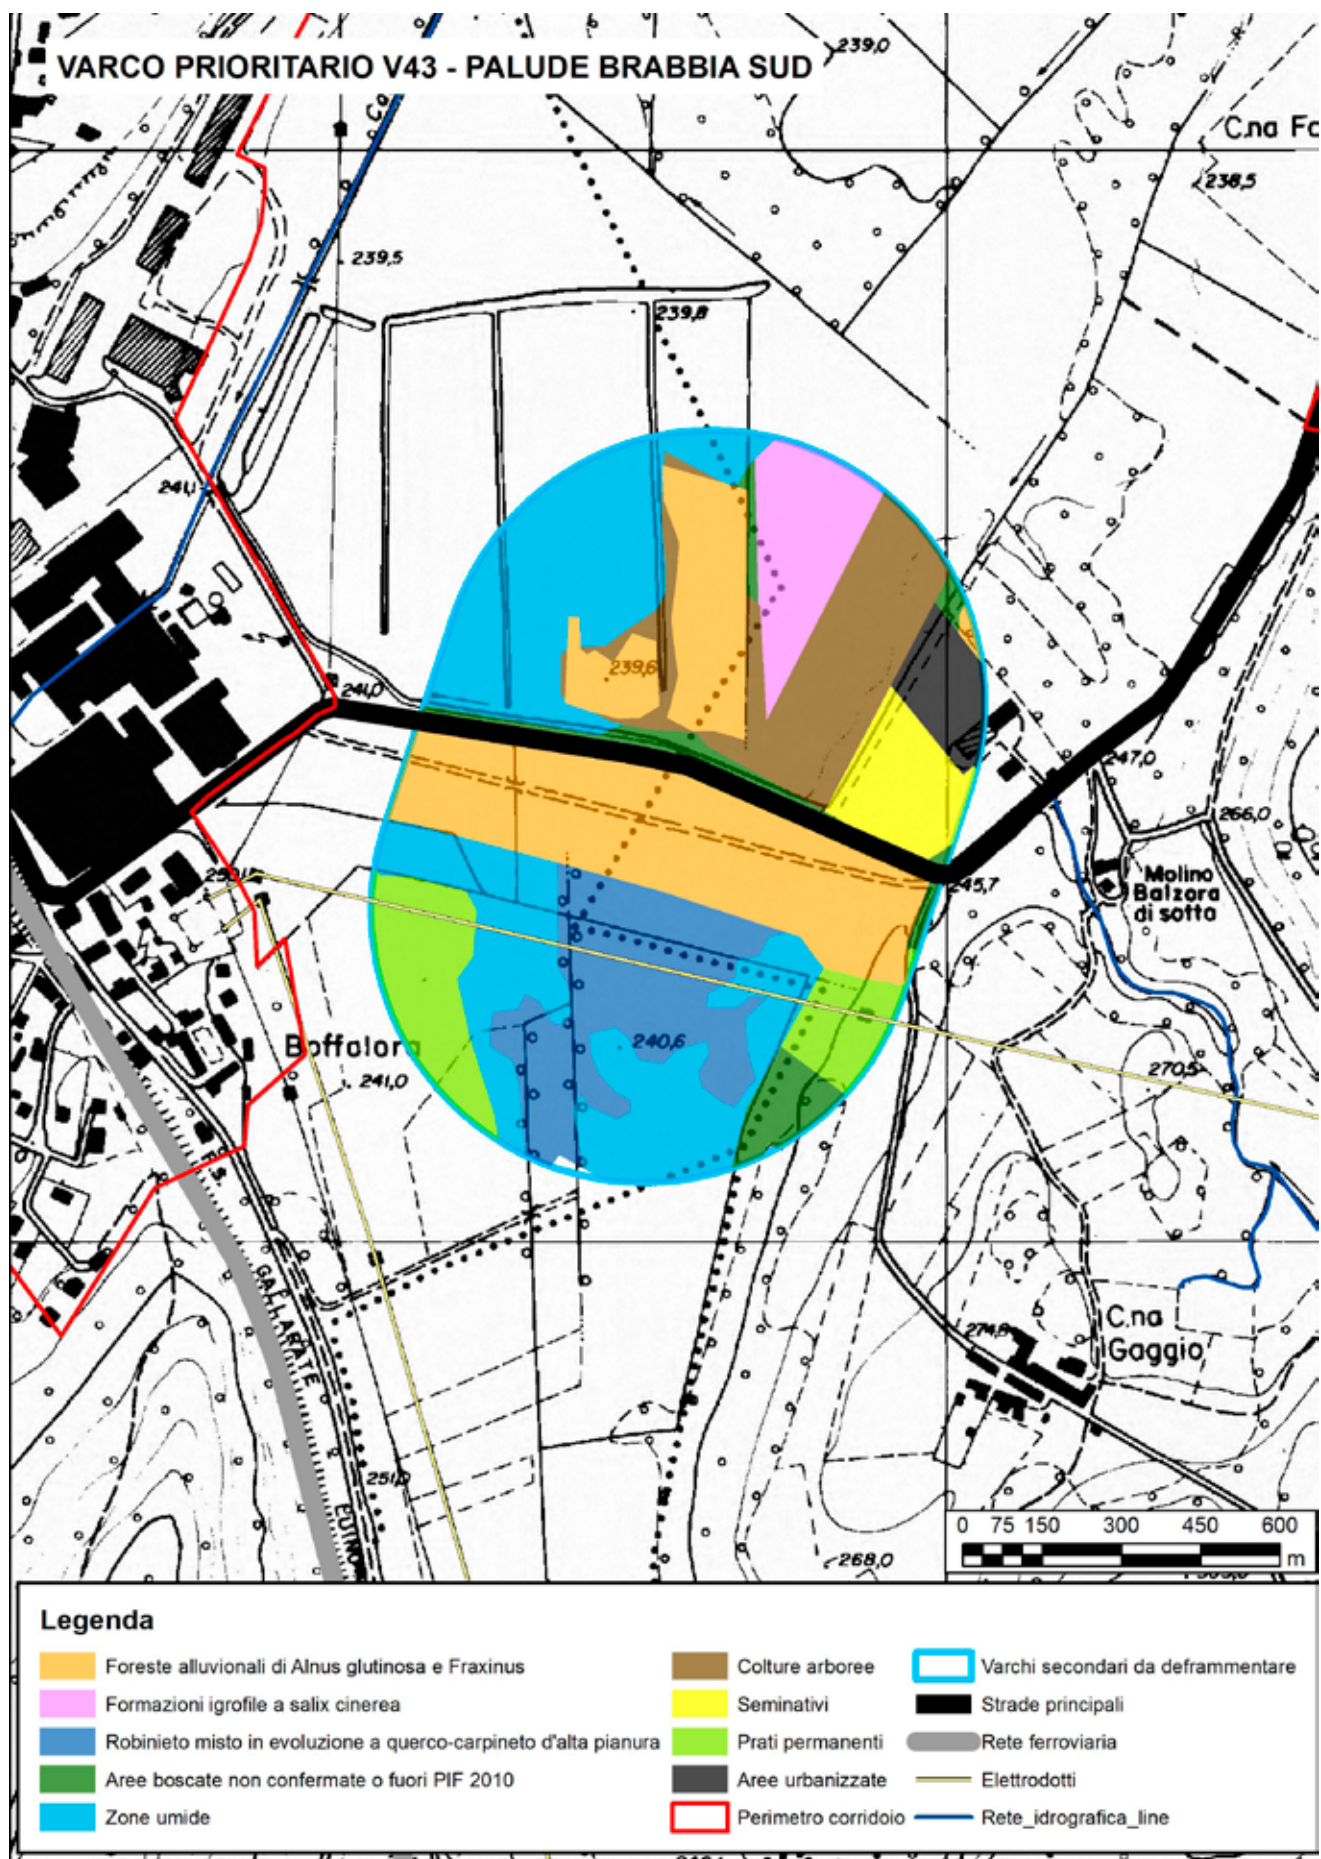 VARCO PRIORITARIO V43 - PALUDE BRABBIA SUD
239,0
C.na Fo
238,5
239,5
239,8
241,1
239,6
241,0
247,0
266,0
245,7
Molino
Balzora
di sotto
240,6
Boffalora
241,0
270,5
GALLARATE
C.na
Gaggio
274,8
251,0
268,0
0 75 150 300 450 600
m
Legenda
Foreste alluvionali di Alnus glutinosa e Fraxinus
Formazioni igrofile a salix cinerea
Robinieto misto in evoluzione a querco-carpineto d'alta pianura
Aree boscate non confermate o fuori PIF 2010
Zone umide
Colture arboree
Seminativi
Prati permanenti
Aree urbanizzate
Perimetro corridoio
Varchi secondari da deframmentare
Strade principali
Rete ferroviaria
Elettrodotti
Rete_idrografica_line